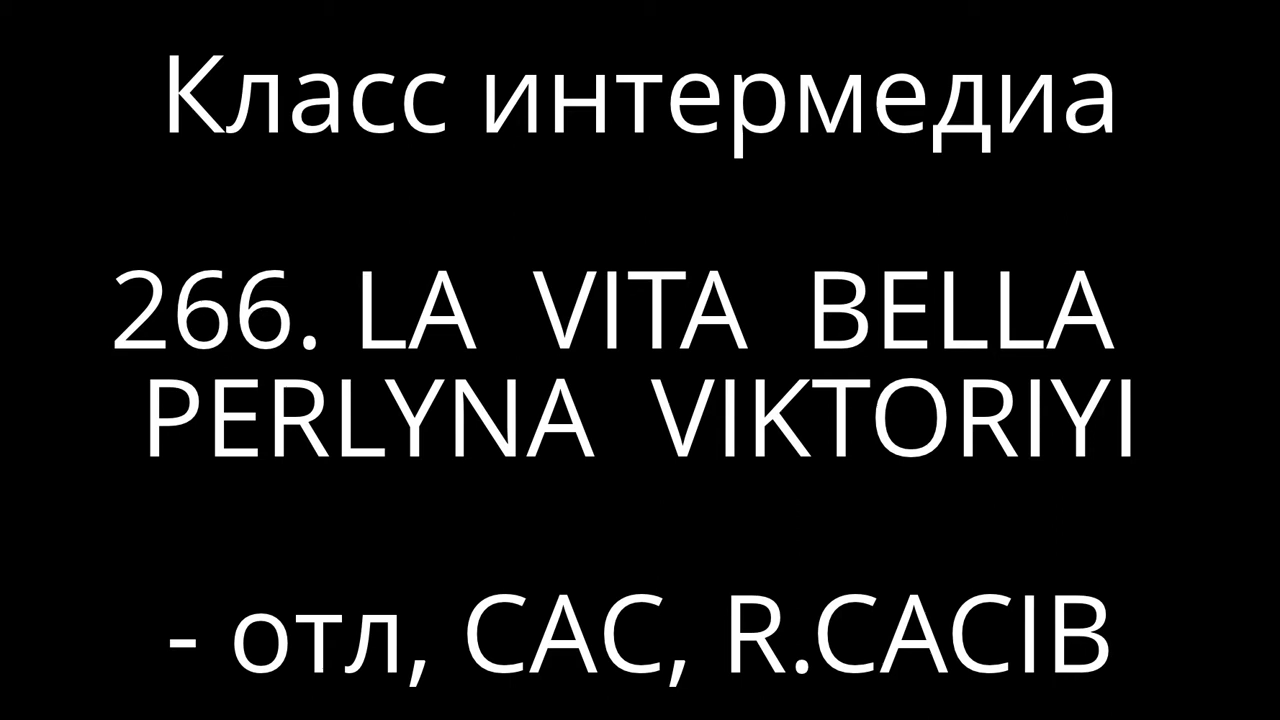 Класс интермедиа
266. LA VITA BELLA
PERLYNA VIKTORIYI
- отл, CAC, R.CACIB